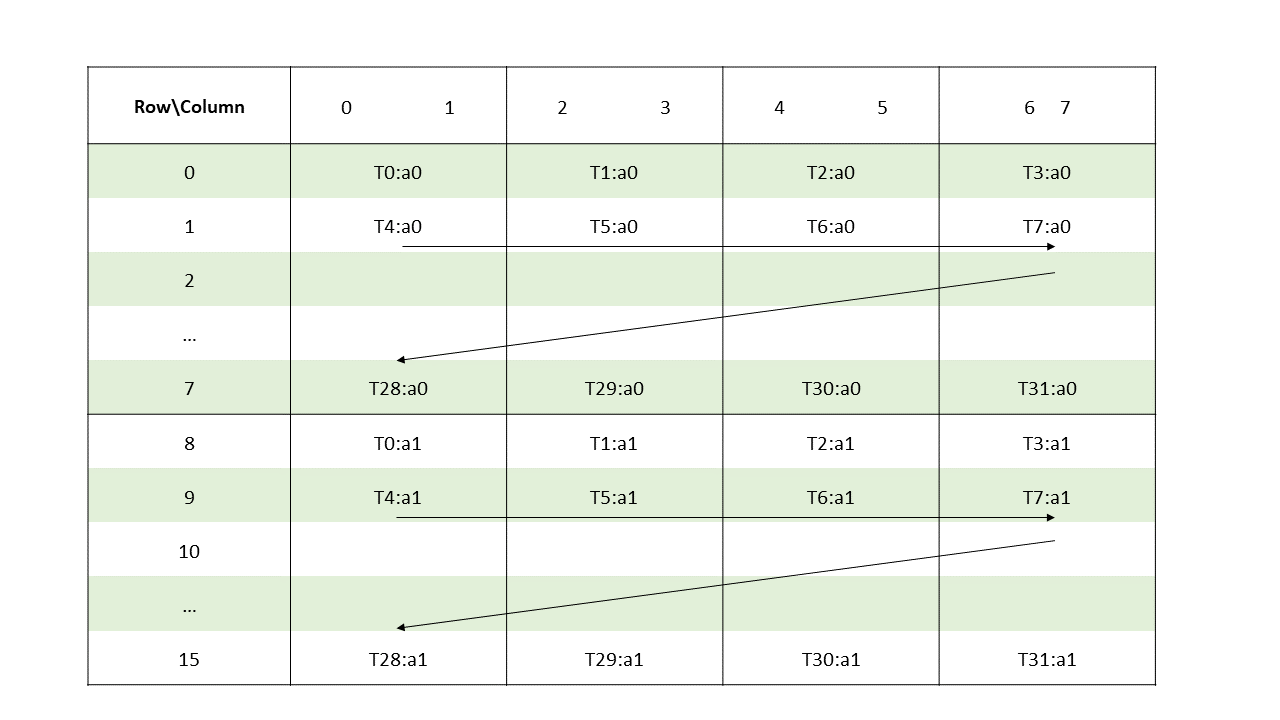 Row\Column 0 1 2 3 4 5 6 7
0 T0:a0 T1:a0 T2:a0 T3:a0
1 T4:a0 T5:a0 T6:a0 T7:a0
2
...
7 T28:a0 T29:a0 T30:a0 T31:a0
8 T0:a1 T1:a1 T2:a1 T3:a1
9 T4:a1 T5:a1 T6:a1 T7:a1
10
...
15 T28:a1 T29:a1 T30:a1 T31:a1